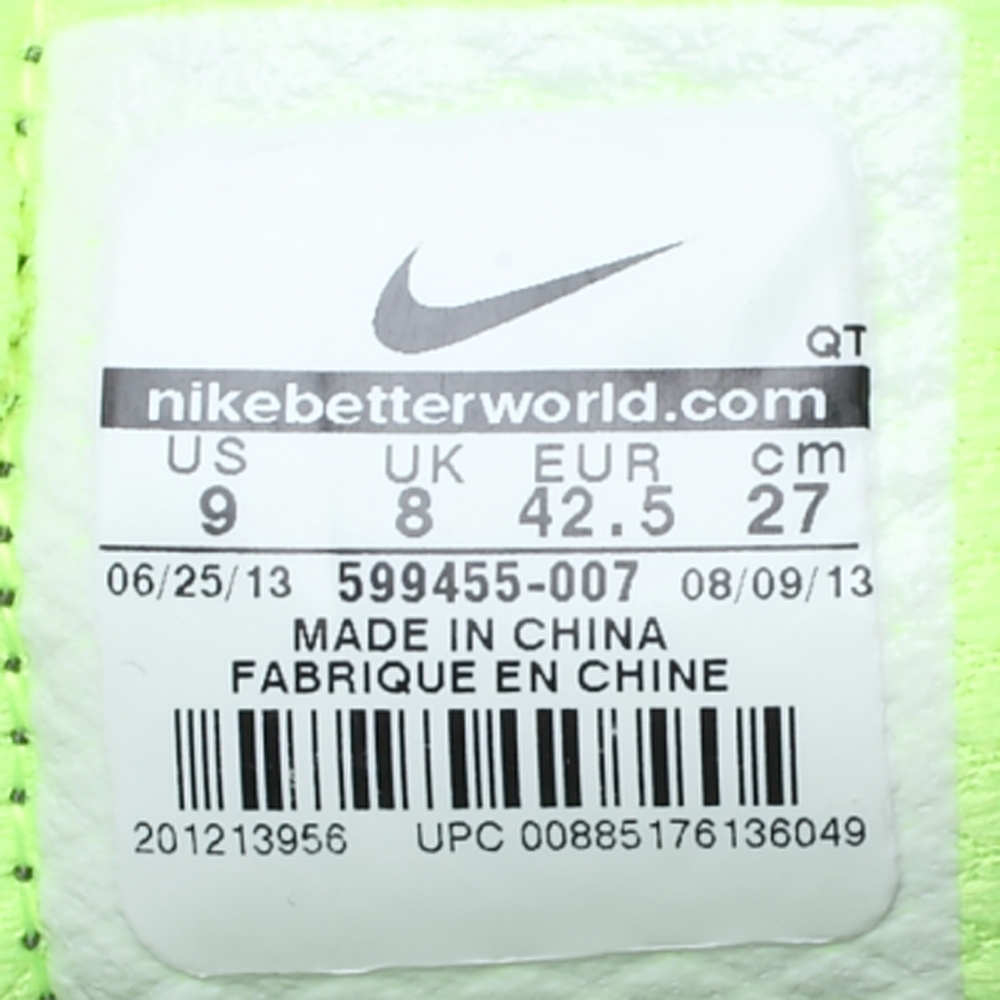 QT
nikebetterworld.com
US UK EUR cm
9 8 42.5 27
06/25/13 599455-007 08/09/13
MADE IN CHINA
FABRIQUE EN CHINE
201213956 UPC 00885176136049